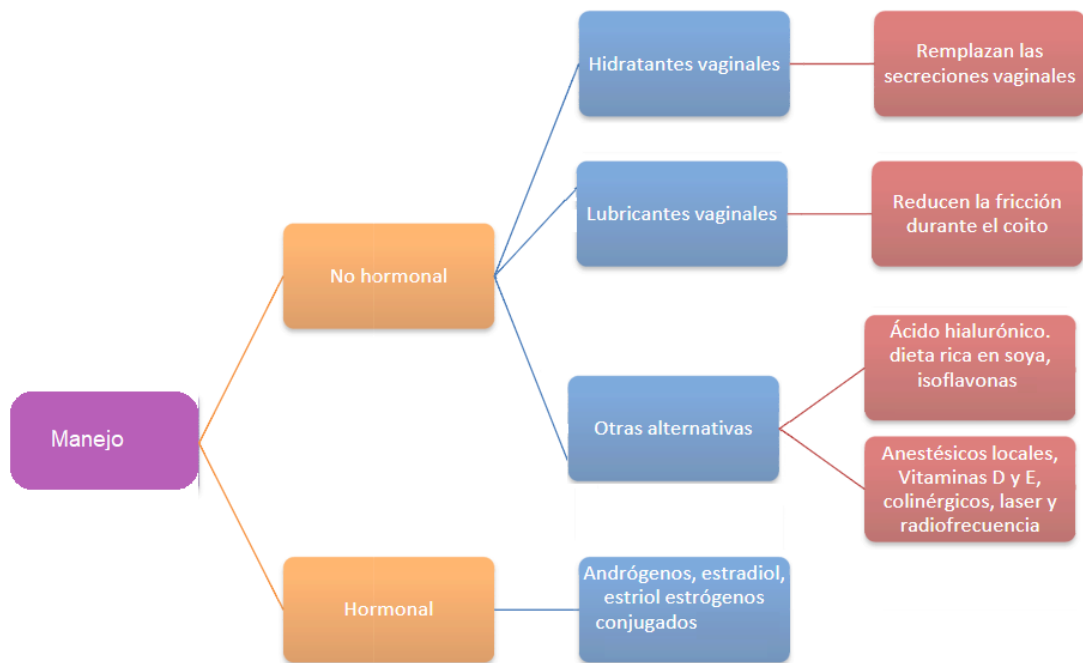 Manejo
No hormonal
Hidratantes vaginales
Remplazan las
secreciones vaginales
Lubricantes vaginales
Reducen la fricción
durante el coito
Otras alternativas
Ácido hialurónico.
dieta rica en soya,
isoflavonas
Anestésicos locales,
Vitaminas D y E,
colinérgicos, laser y
radiofrecuencia
Hormonal
Andrógenos, estradiol,
estriol estrógenos
conjugados